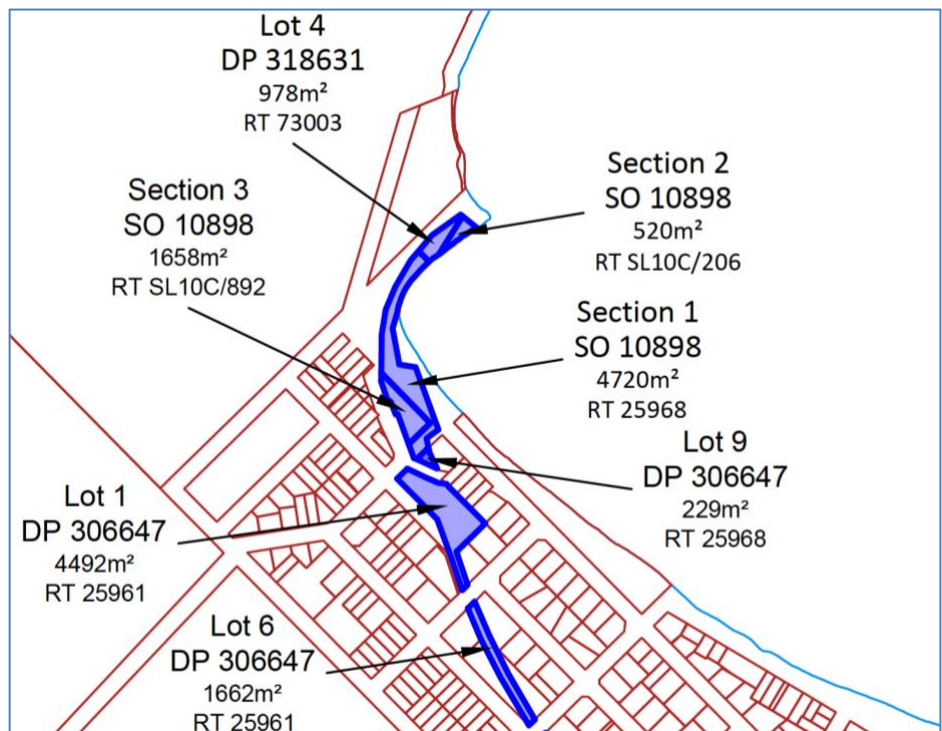 Lot 4
DP 318631
978m²
RT 73003
Section 2
SO 10898
520m²
RT SL10C/206
Section 3
SO 10898
1658m²
RT SL10C/892
Section 1
SO 10898
4720m²
RT 25968
Lot 9
DP 306647
229m²
RT 25968
Lot 1
DP 306647
4492m²
RT 25961
Lot 6
DP 306647
1662m²
RT 25961